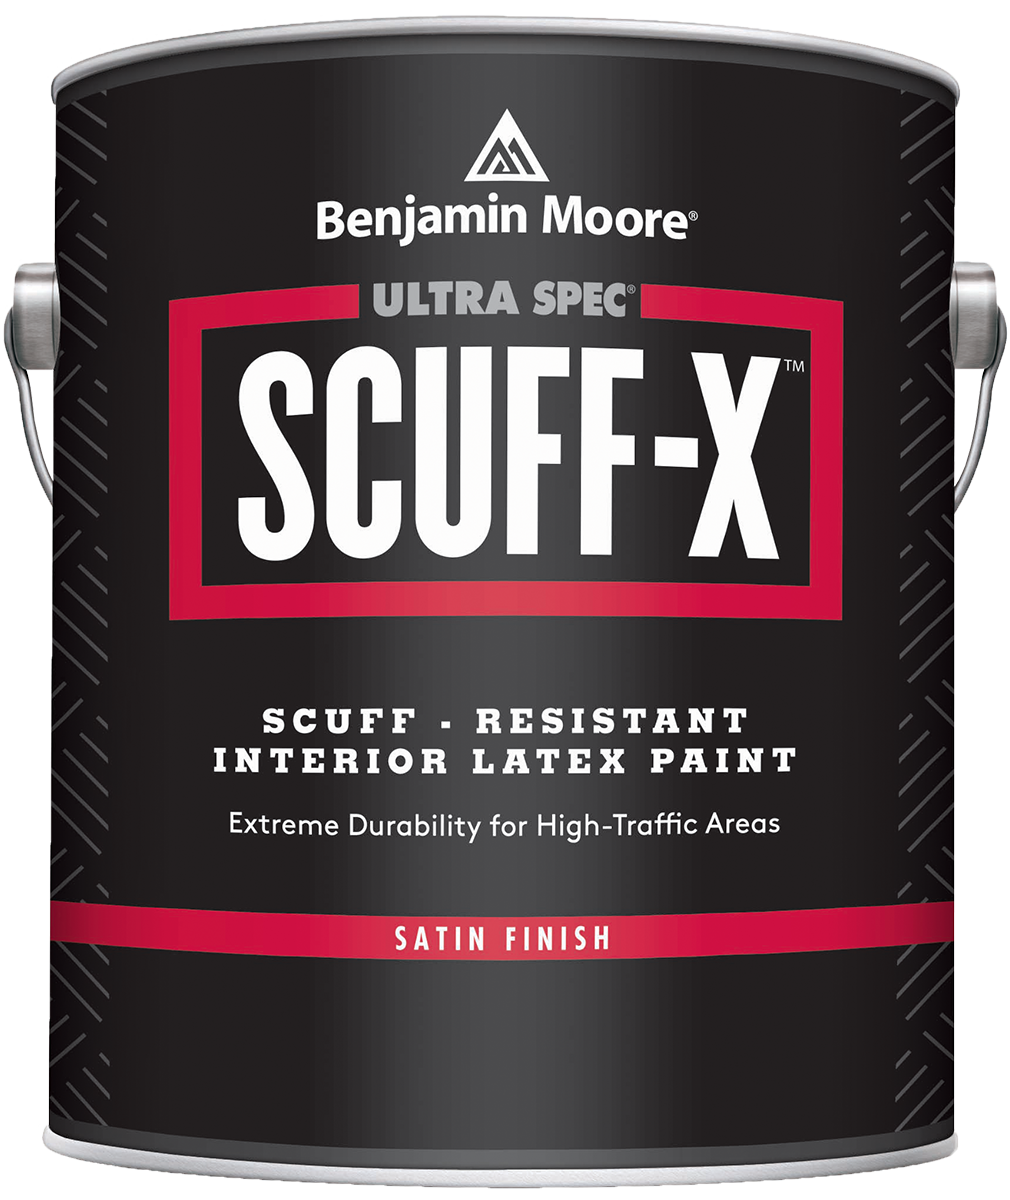 Benjamin Moore®
ULTRA SPEC®
SCUFF-X™
SCUFF - RESISTANT
INTERIOR LATEX PAINT
Extreme Durability for High-Traffic Areas
SATIN FINISH